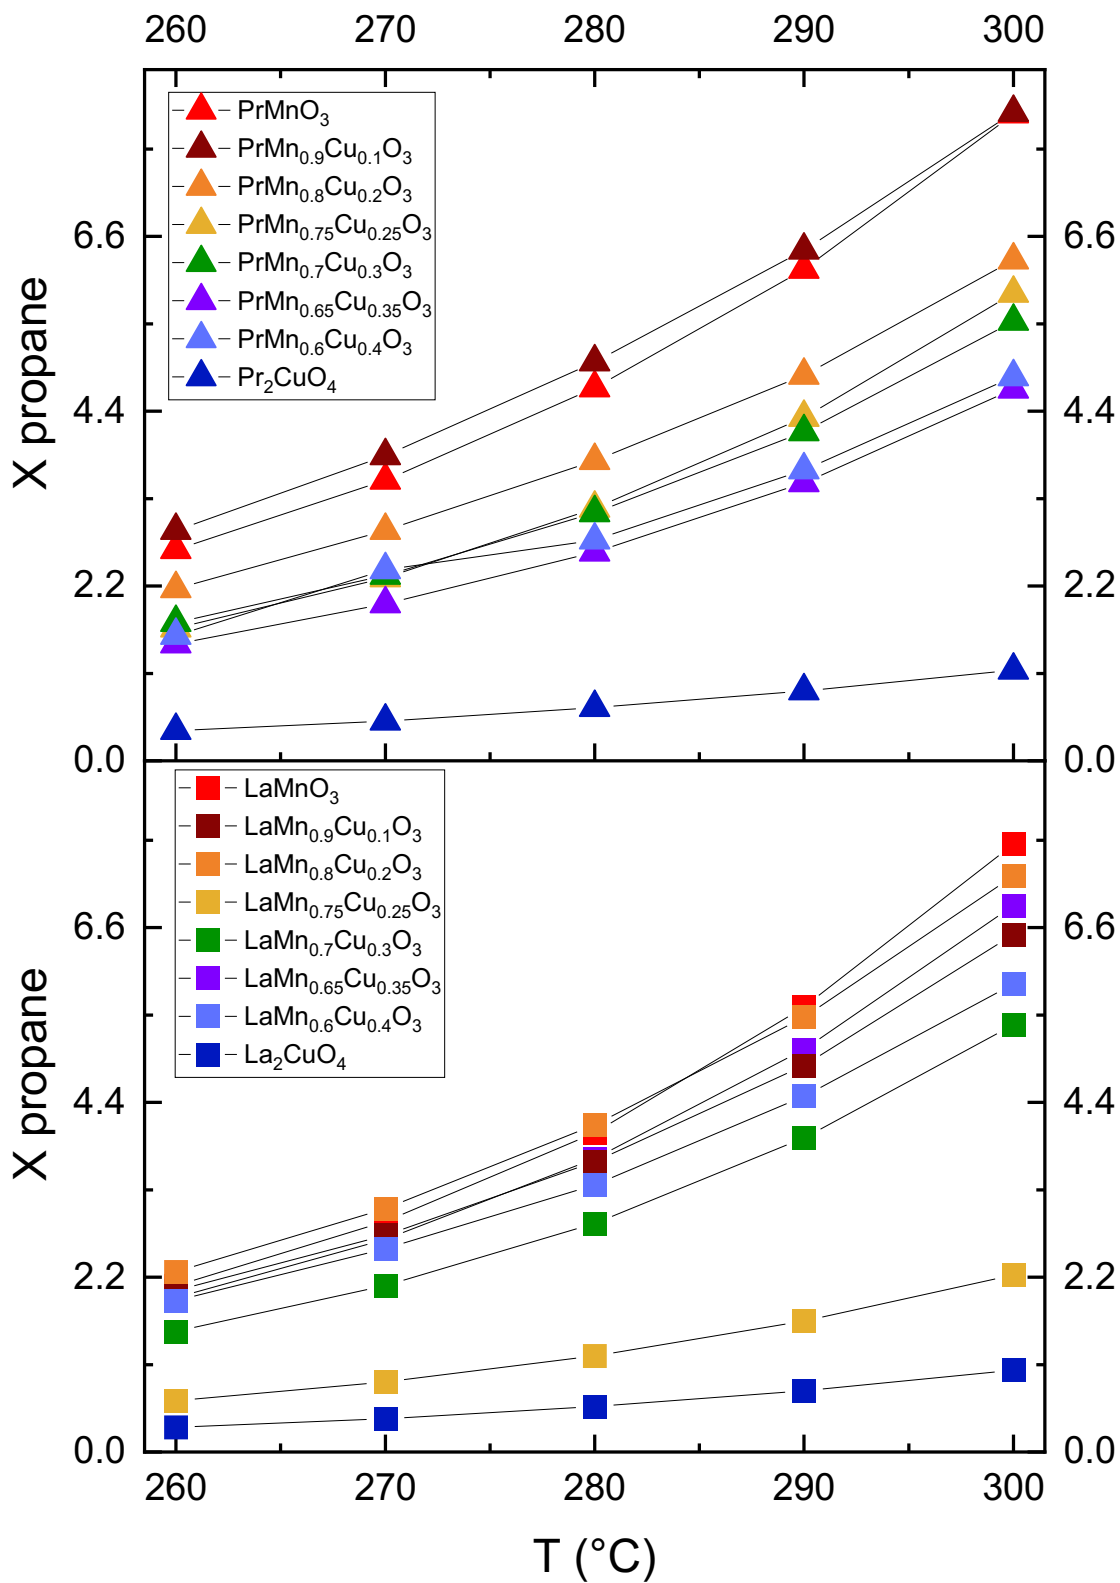 260 270 280 290 300
PrMnO₃
PrMn₀.₉Cu₀.₁O₃
PrMn₀.₈Cu₀.₂O₃
PrMn₀.₇₅Cu₀.₂₅O₃
PrMn₀.₇Cu₀.₃O₃
PrMn₀.₆₅Cu₀.₃₅O₃
PrMn₀.₆Cu₀.₄O₃
Pr₂CuO₄
6.6 6.6
4.4 4.4
2.2 2.2
0.0 0.0
X propane
LaMnO₃
LaMn₀.₉Cu₀.₁O₃
LaMn₀.₈Cu₀.₂O₃
LaMn₀.₇₅Cu₀.₂₅O₃
LaMn₀.₇Cu₀.₃O₃
LaMn₀.₆₅Cu₀.₃₅O₃
LaMn₀.₆Cu₀.₄O₃
La₂CuO₄
6.6 6.6
4.4 4.4
2.2 2.2
0.0 0.0
X propane
260 270 280 290 300
T (°C)